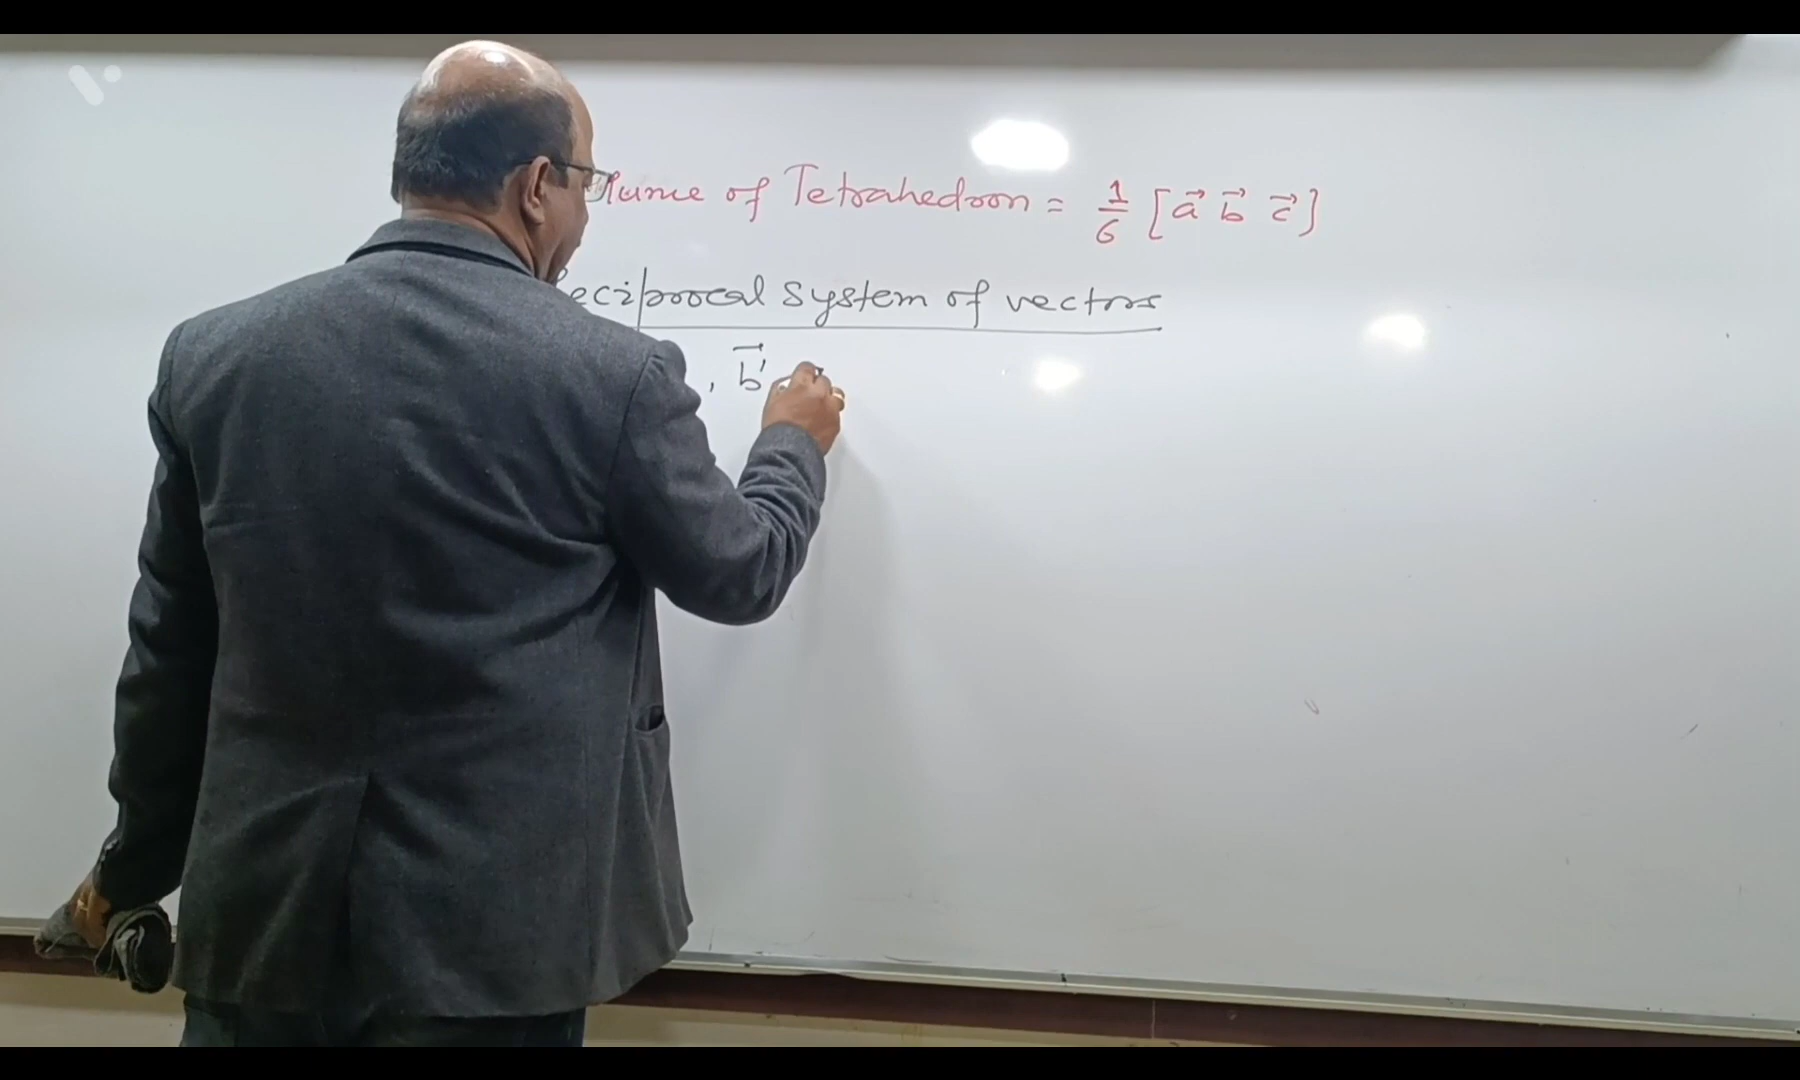 lume of Tetrahedron = 1/6 [a⃗ b⃗ c⃗]
eciprocal system of vectors
, b⃗'